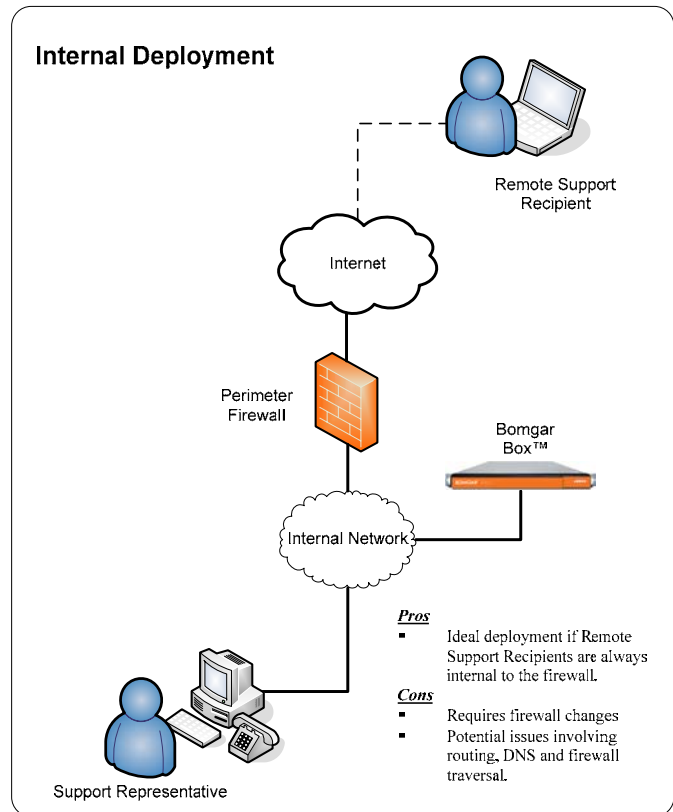 Internal Deployment
Remote Support
Recipient
Internet
Perimeter
Firewall
Bomgar
Box™
Internal Network
Pros
▪ Ideal deployment if Remote
Support Recipients are always
internal to the firewall.
Cons
▪ Requires firewall changes
▪ Potential issues involving
routing, DNS and firewall
traversal.
Support Representative